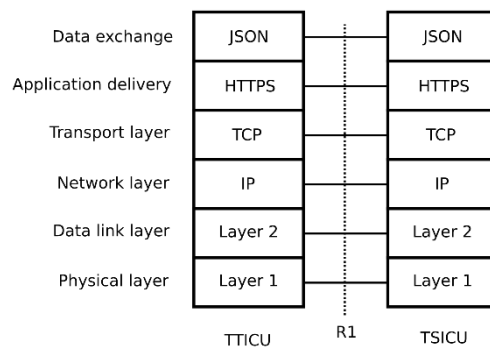 Data exchange JSON JSON
Application delivery HTTPS HTTPS
Transport layer TCP TCP
Network layer IP IP
Data link layer Layer 2 Layer 2
Physical layer Layer 1 Layer 1
TTICU R1 TSICU